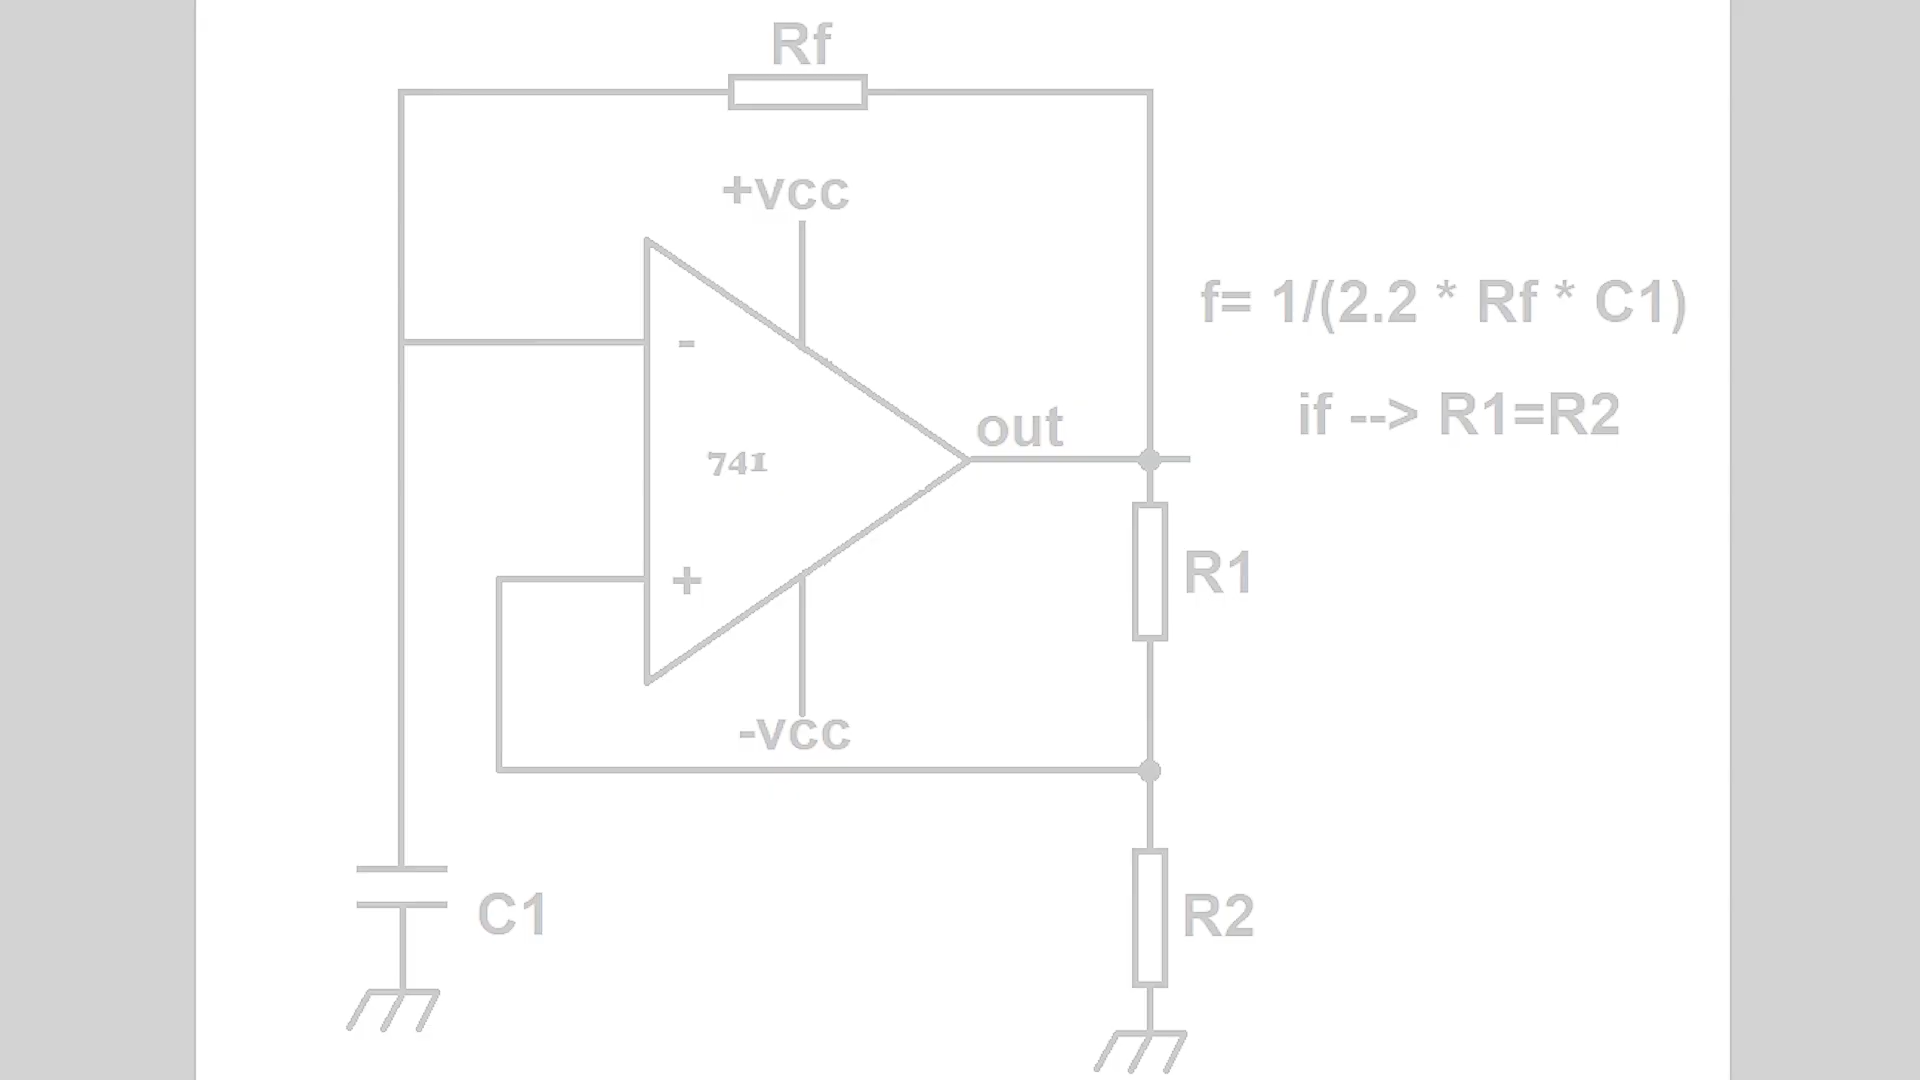 Rf
+vcc
-
741
+
-vcc
out
f= 1/(2.2 * Rf * C1)
if --> R1=R2
R1
C1
R2